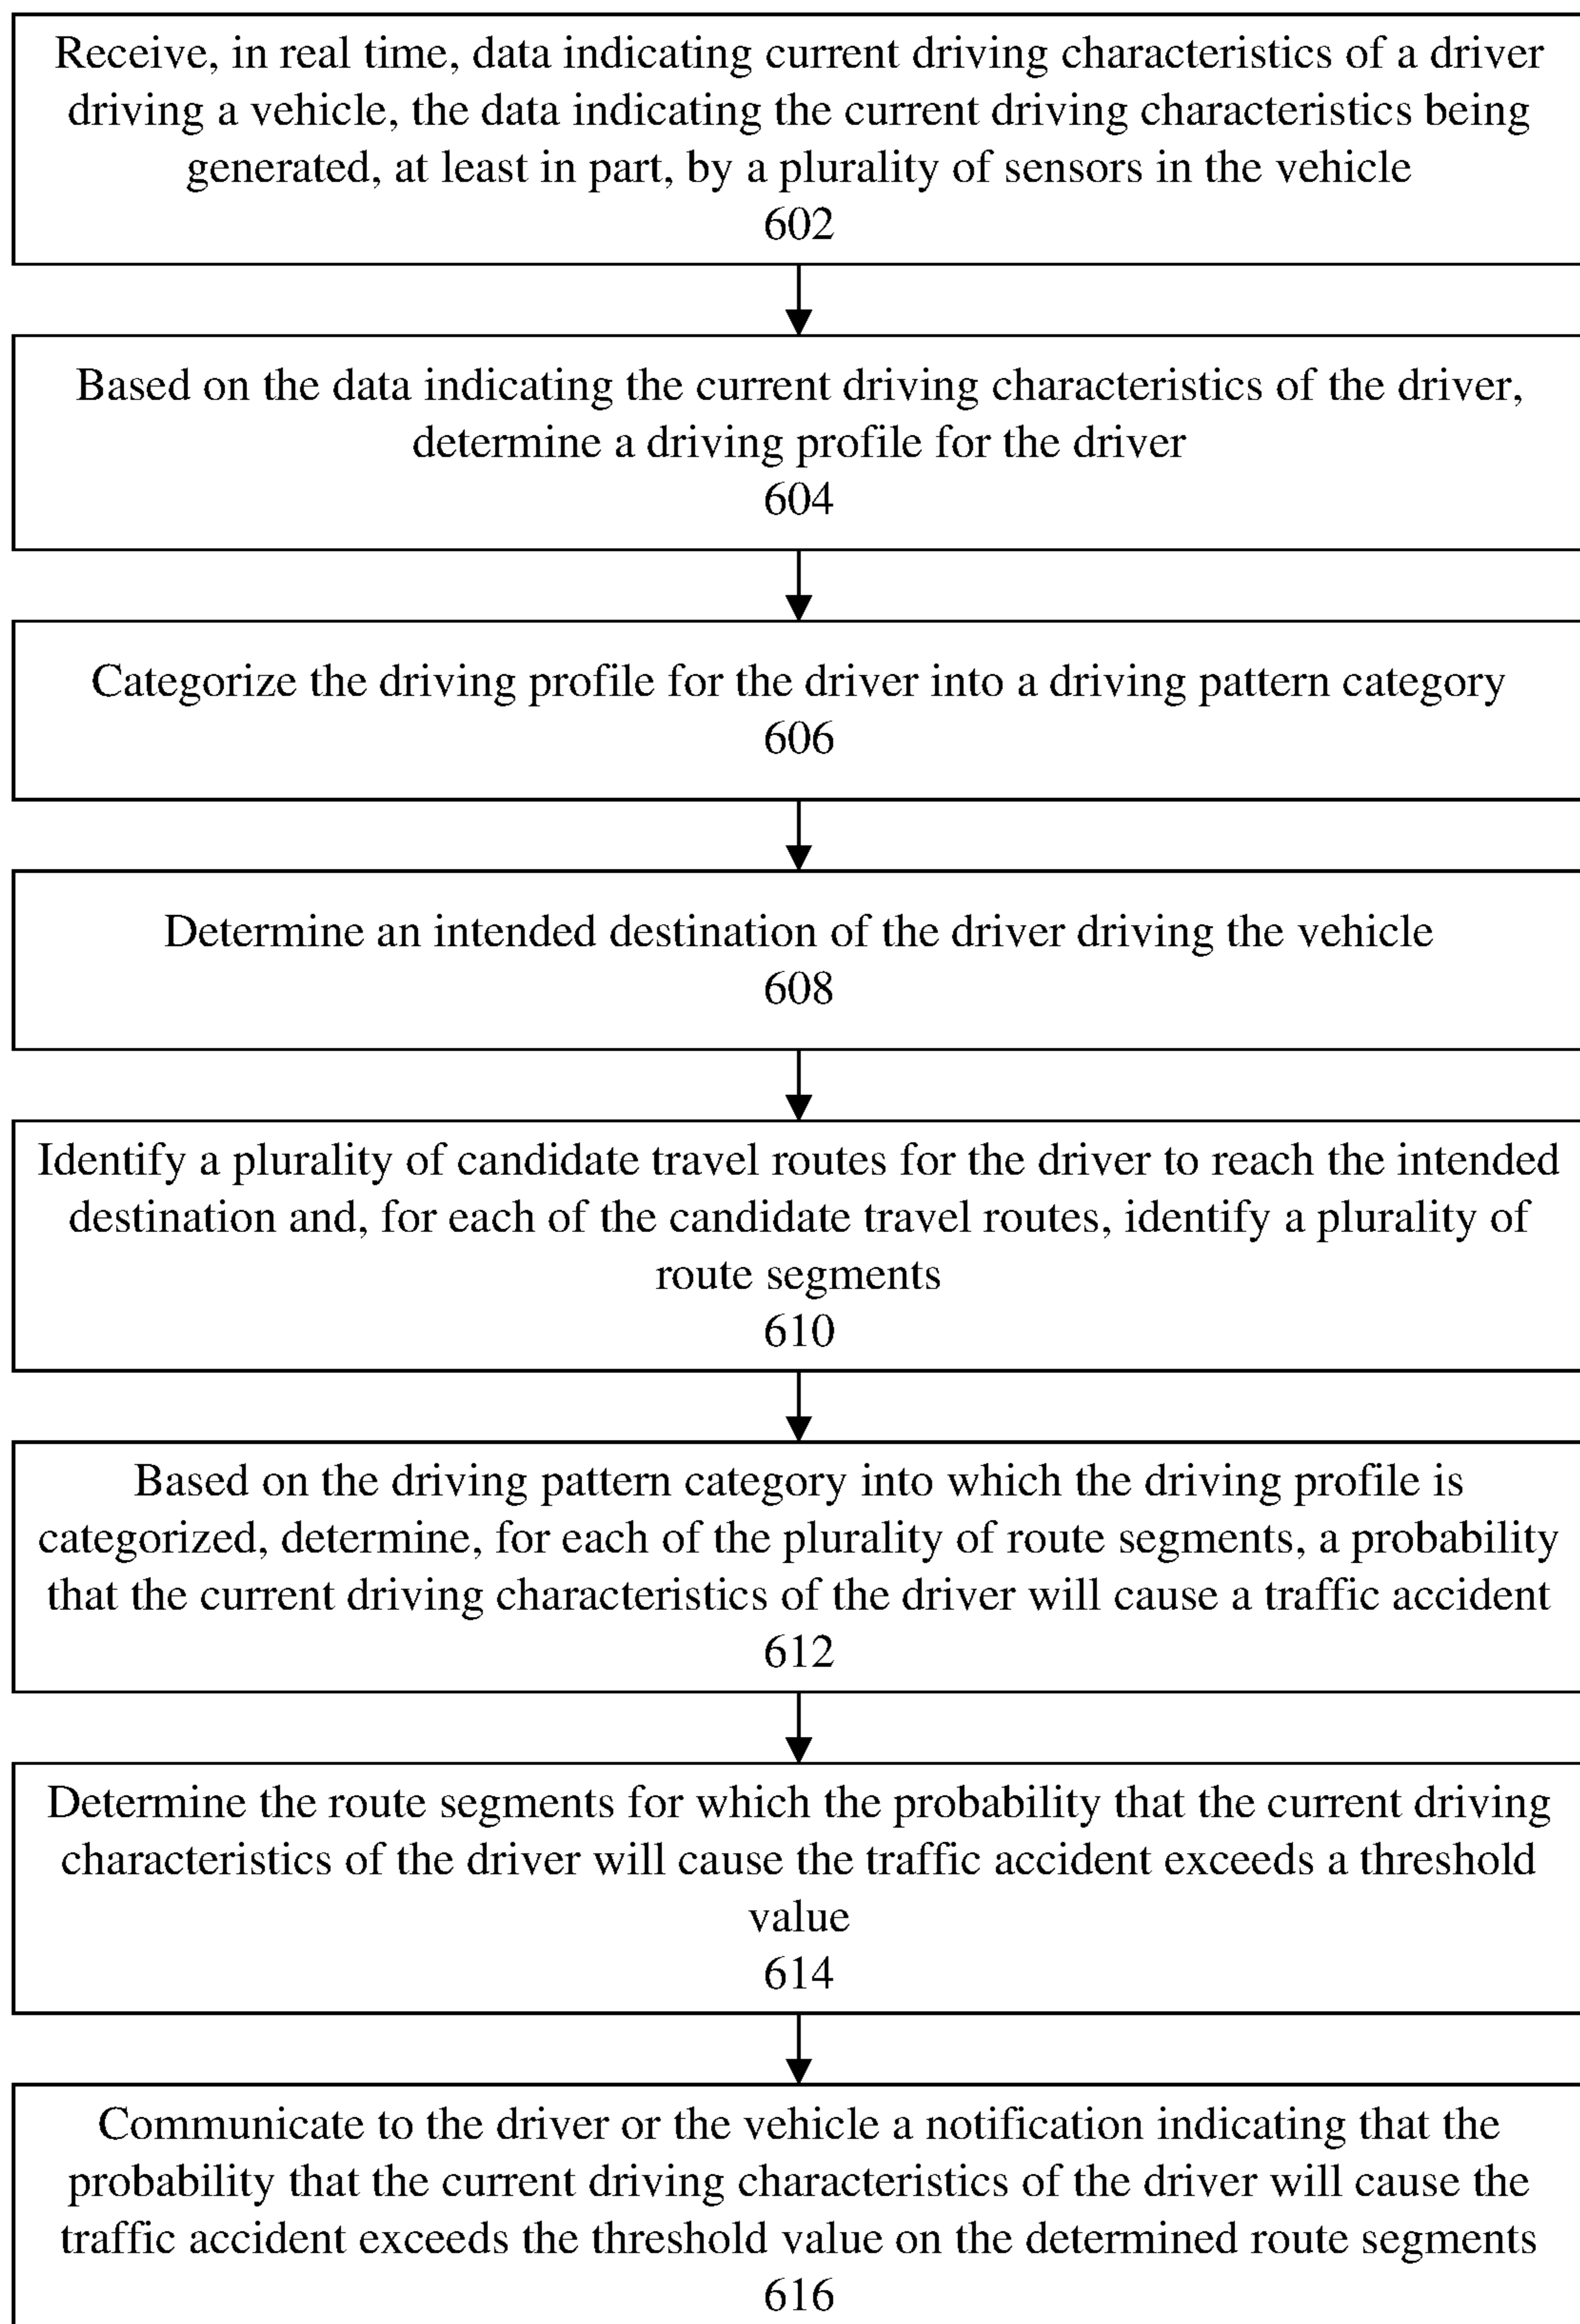 Receive, in real time, data indicating current driving characteristics of a driver
driving a vehicle, the data indicating the current driving characteristics being
generated, at least in part, by a plurality of sensors in the vehicle
602
Based on the data indicating the current driving characteristics of the driver,
determine a driving profile for the driver
604
Categorize the driving profile for the driver into a driving pattern category
606
Determine an intended destination of the driver driving the vehicle
608
Identify a plurality of candidate travel routes for the driver to reach the intended
destination and, for each of the candidate travel routes, identify a plurality of
route segments
610
Based on the driving pattern category into which the driving profile is
categorized, determine, for each of the plurality of route segments, a probability
that the current driving characteristics of the driver will cause a traffic accident
612
Determine the route segments for which the probability that the current driving
characteristics of the driver will cause the traffic accident exceeds a threshold
value
614
Communicate to the driver or the vehicle a notification indicating that the
probability that the current driving characteristics of the driver will cause the
traffic accident exceeds the threshold value on the determined route segments
616